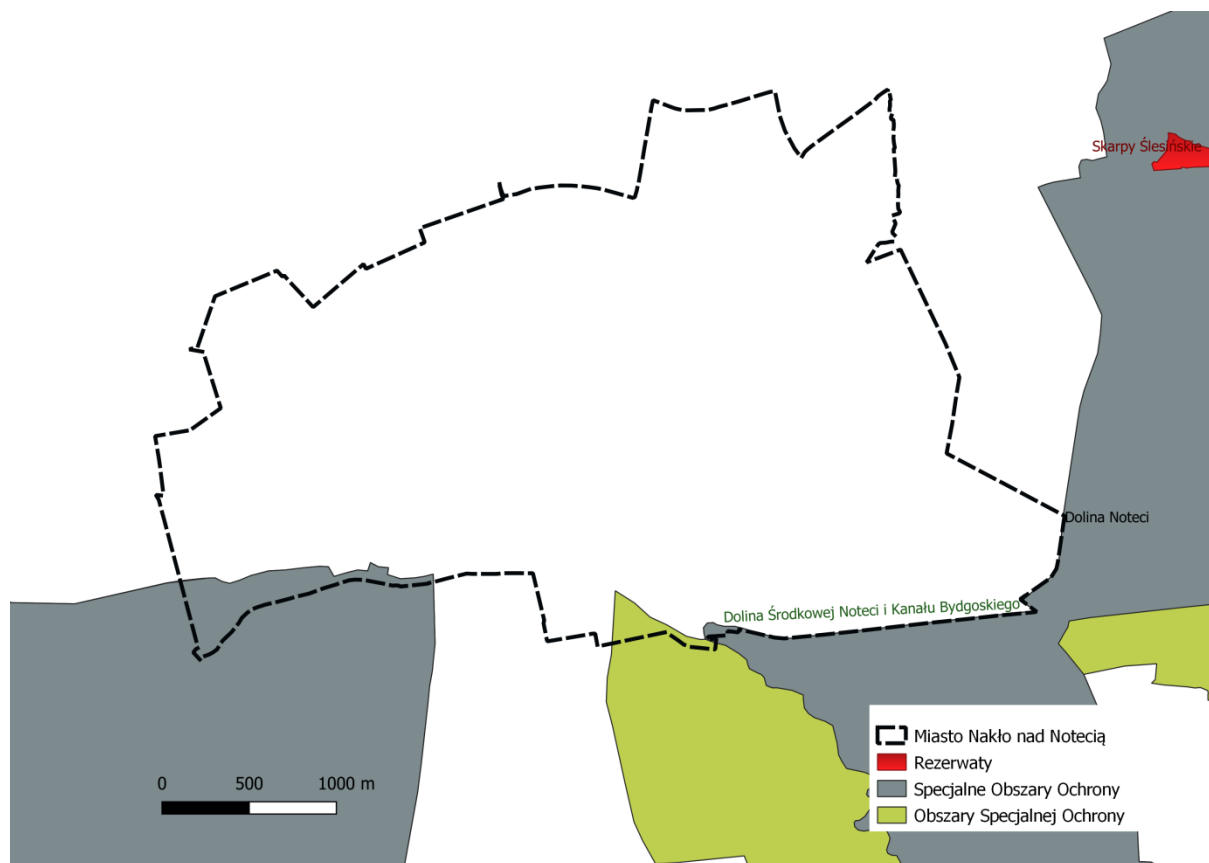 Skarpy Ślesińskie
Dolina Noteci
Dolina Środkowej Noteci i Kanału Bydgoskiego
Miasto Nakło nad Notecią
Rezerwaty
Specjalne Obszary Ochrony
Obszary Specjalnej Ochrony
0 500 1000 m